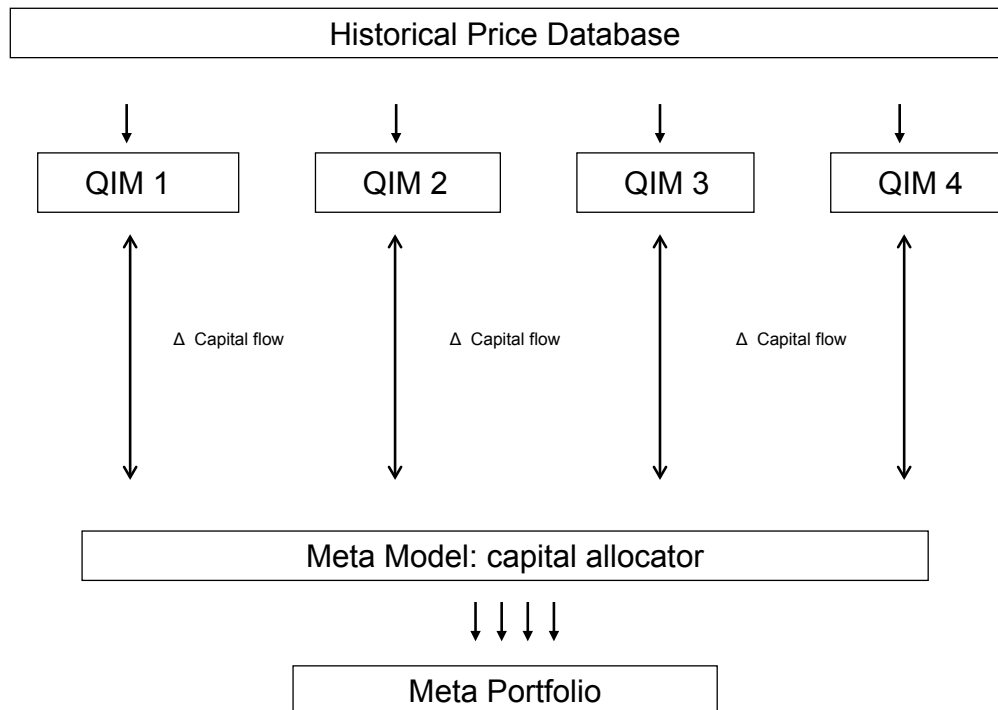 Historical Price Database
QIM 1
QIM 2
QIM 3
QIM 4
Δ Capital flow
Δ Capital flow
Δ Capital flow
Meta Model: capital allocator
Meta Portfolio